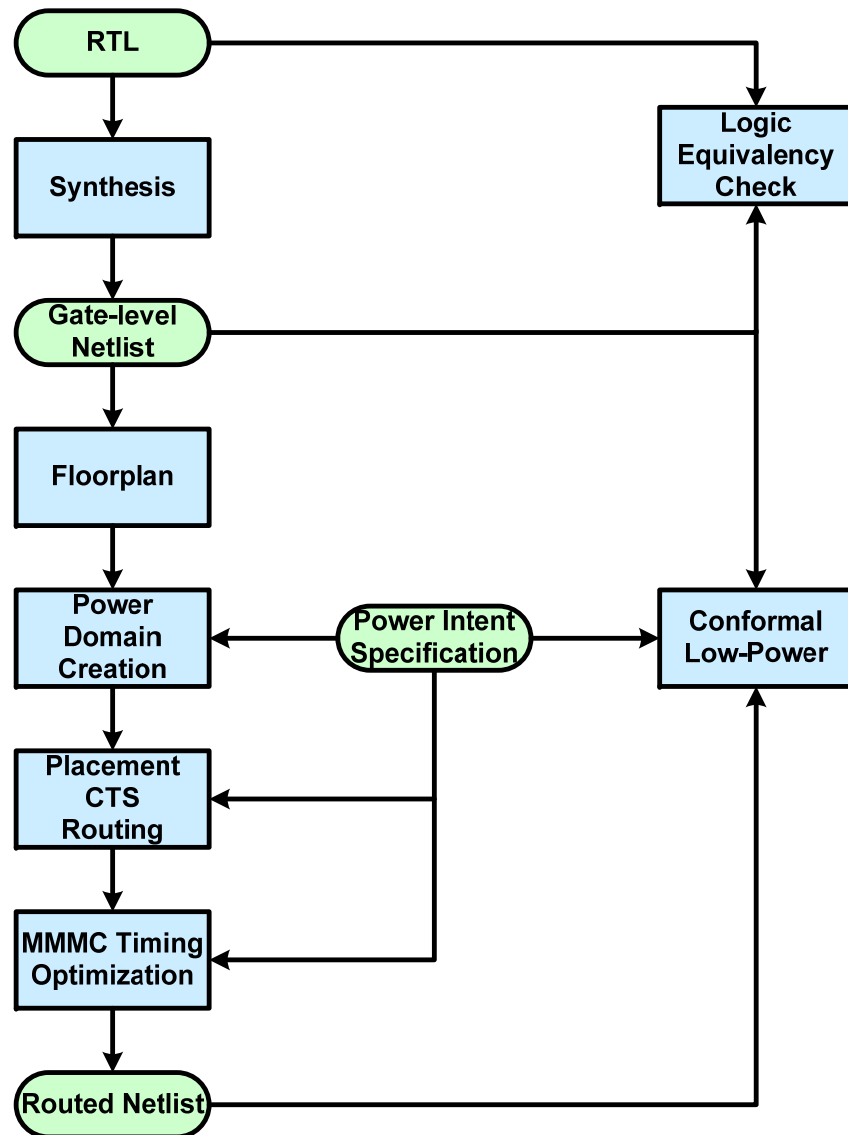 RTL
Logic
Equivalency
Check
Synthesis
Gate-level
Netlist
Floorplan
Power
Domain
Creation
Power Intent
Specification
Conformal
Low-Power
Placement
CTS
Routing
MMMC Timing
Optimization
Routed Netlist